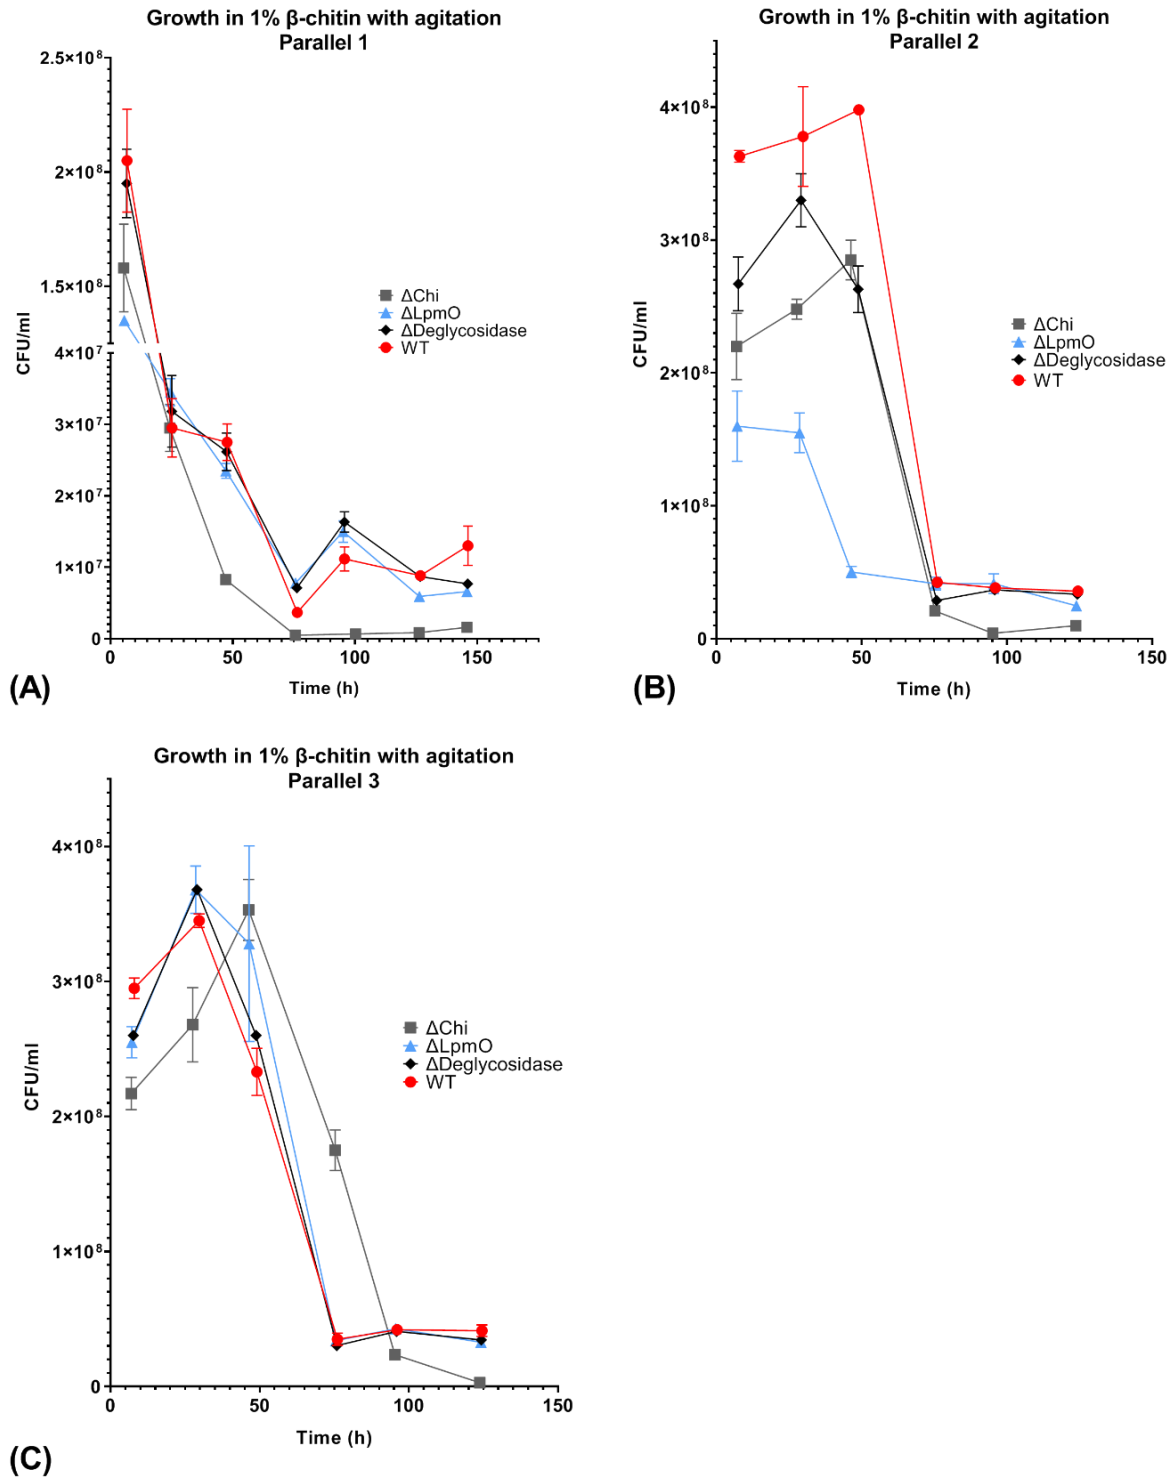 Growth in 1% β-chitin with agitation
Parallel 1
2.5×10⁸
2×10⁸
1.5×10⁸
4×10⁷
3×10⁷
2×10⁷
1×10⁷
0
CFU/ml
ΔChi
ΔLpmO
ΔDeglycosidase
WT
0 50 100 150
Time (h)
(A)
Growth in 1% β-chitin with agitation
Parallel 2
4×10⁸
3×10⁸
2×10⁸
1×10⁸
0
CFU/ml
ΔChi
ΔLpmO
ΔDeglycosidase
WT
0 50 100 150
Time (h)
(B)
Growth in 1% β-chitin with agitation
Parallel 3
4×10⁸
3×10⁸
2×10⁸
1×10⁸
0
CFU/ml
ΔChi
ΔLpmO
ΔDeglycosidase
WT
0 50 100 150
Time (h)
(C)